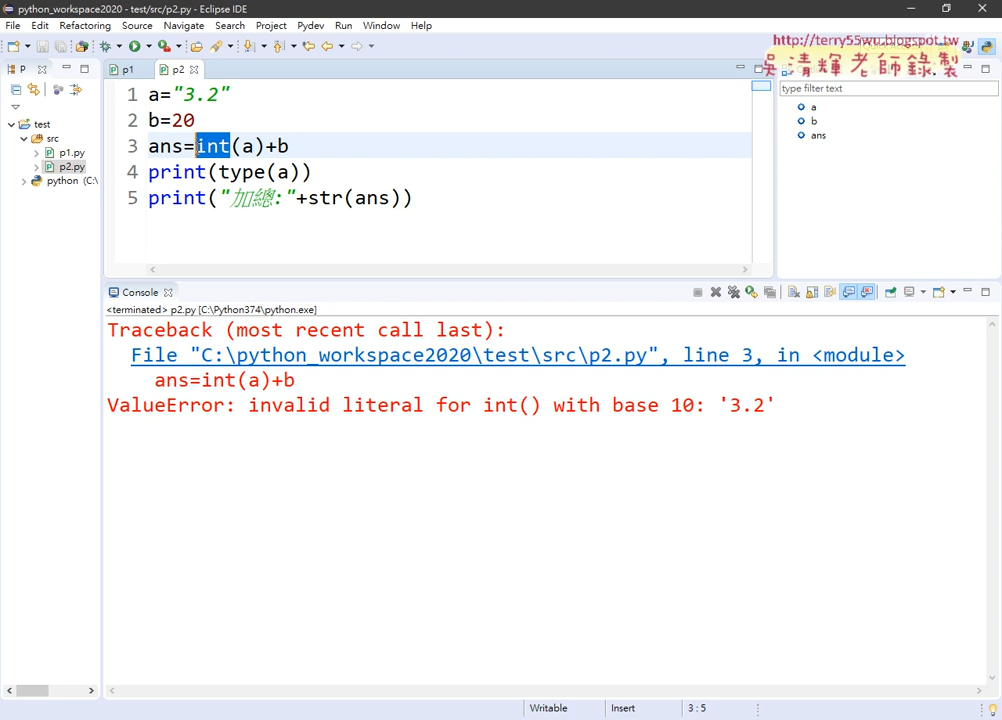 python_workspace2020 - test/src/p2.py - Eclipse IDE
File Edit Refactoring Source Navigate Search Project Pydev Run Window Help
http://terry55wu.blogspot.tw
吳清輝老師錄製
P
p1
p2
type filter text
1 a="3.2"
2 b=20
3 ans=int(a)+b
4 print(type(a))
5 print("加總:"+str(ans))
test
src
p1.py
p2.py
python (C:\
a
b
ans
Console
<terminated> p2.py [C:\Python374\python.exe]
Traceback (most recent call last):
File "C:\python_workspace2020\test\src\p2.py", line 3, in <module>
ans=int(a)+b
ValueError: invalid literal for int() with base 10: '3.2'
Writable Insert 3 : 5